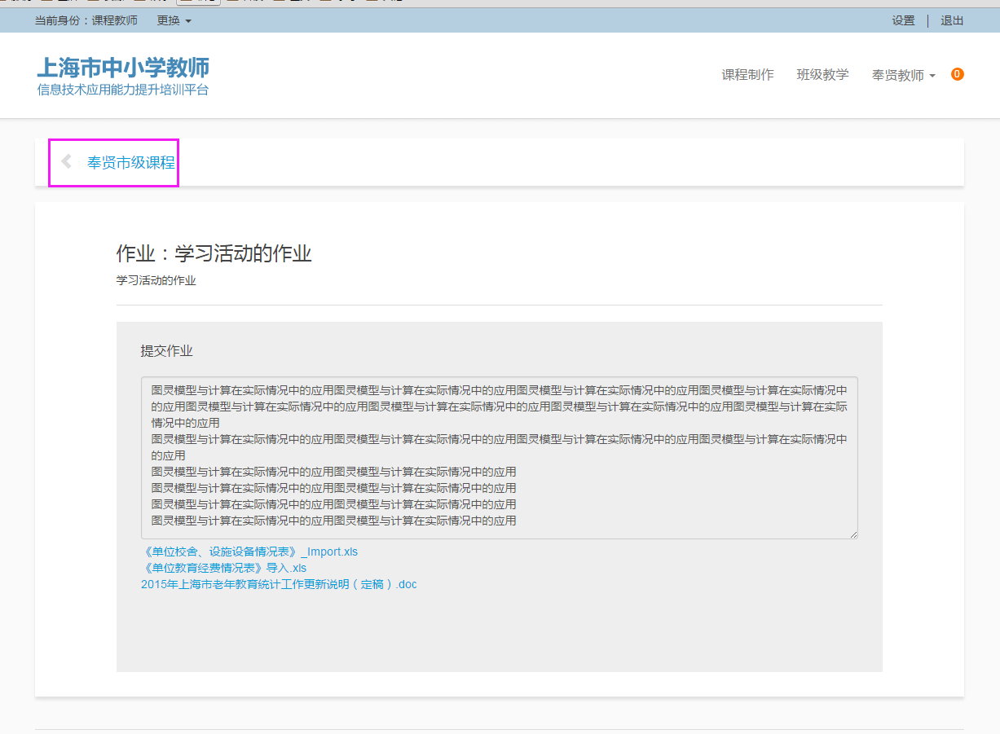 当前身份：课程教师 更换
设置 | 退出
上海市中小学教师
信息技术应用能力提升培训平台
课程制作 班级教学 奉贤教师 0
奉贤市级课程
作业：学习活动的作业
学习活动的作业
提交作业
图灵模型与计算在实际情况中的应用图灵模型与计算在实际情况中的应用图灵模型与计算在实际情况中的应用图灵模型与计算在实际情况中
的应用图灵模型与计算在实际情况中的应用图灵模型与计算在实际情况中的应用图灵模型与计算在实际情况中的应用图灵模型与计算在实际
情况中的应用
图灵模型与计算在实际情况中的应用图灵模型与计算在实际情况中的应用图灵模型与计算在实际情况中的应用图灵模型与计算在实际情况中
的应用
图灵模型与计算在实际情况中的应用图灵模型与计算在实际情况中的应用
图灵模型与计算在实际情况中的应用图灵模型与计算在实际情况中的应用
图灵模型与计算在实际情况中的应用图灵模型与计算在实际情况中的应用
图灵模型与计算在实际情况中的应用图灵模型与计算在实际情况中的应用
《单位校舍、设施设备情况表》_Import.xls
《单位教育经费情况表》导入.xls
2015年上海市老年教育统计工作更新说明（定稿）.doc